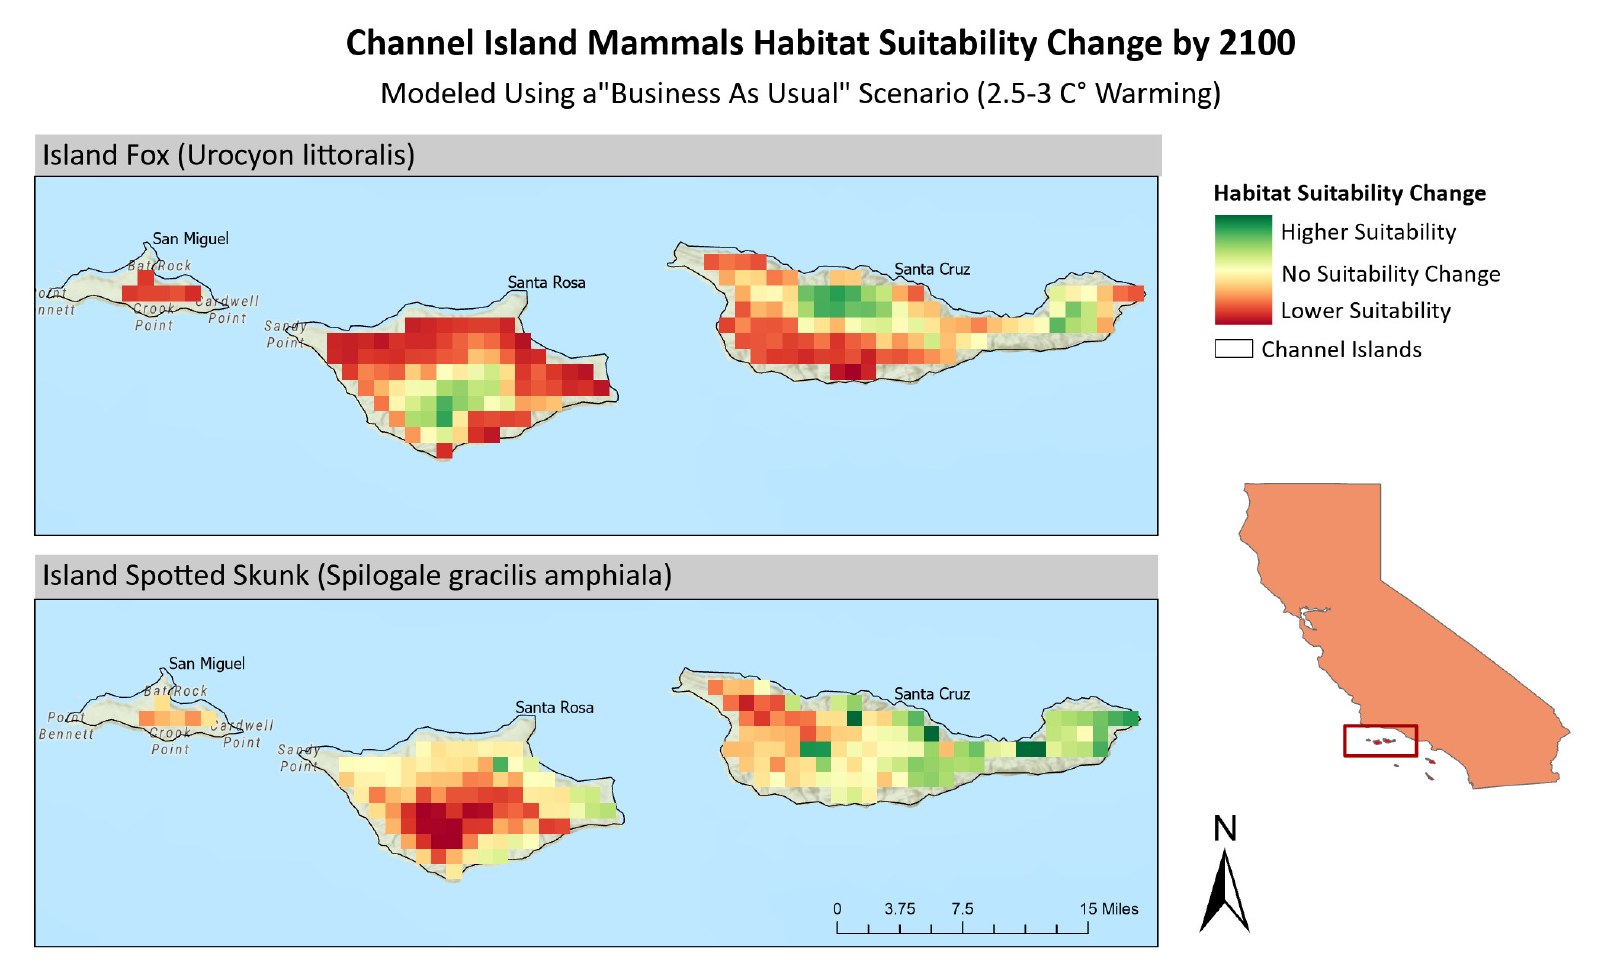 Channel Island Mammals Habitat Suitability Change by 2100
Modeled Using a"Business As Usual" Scenario (2.5-3 C° Warming)
Island Fox (Urocyon littoralis)
San Miguel
Bat Rock
oint
nnett
Crook
Point
Cardwell
Point
Sandy
Point
Santa Rosa
Santa Cruz
Habitat Suitability Change
Higher Suitability
No Suitability Change
Lower Suitability
Channel Islands
Island Spotted Skunk (Spilogale gracilis amphiala)
San Miguel
Bat Rock
Point
Bennett
Crook
Point
Cardwell
Point
Sandy
Point
Santa Rosa
Santa Cruz
0 3.75 7.5 15 Miles
N